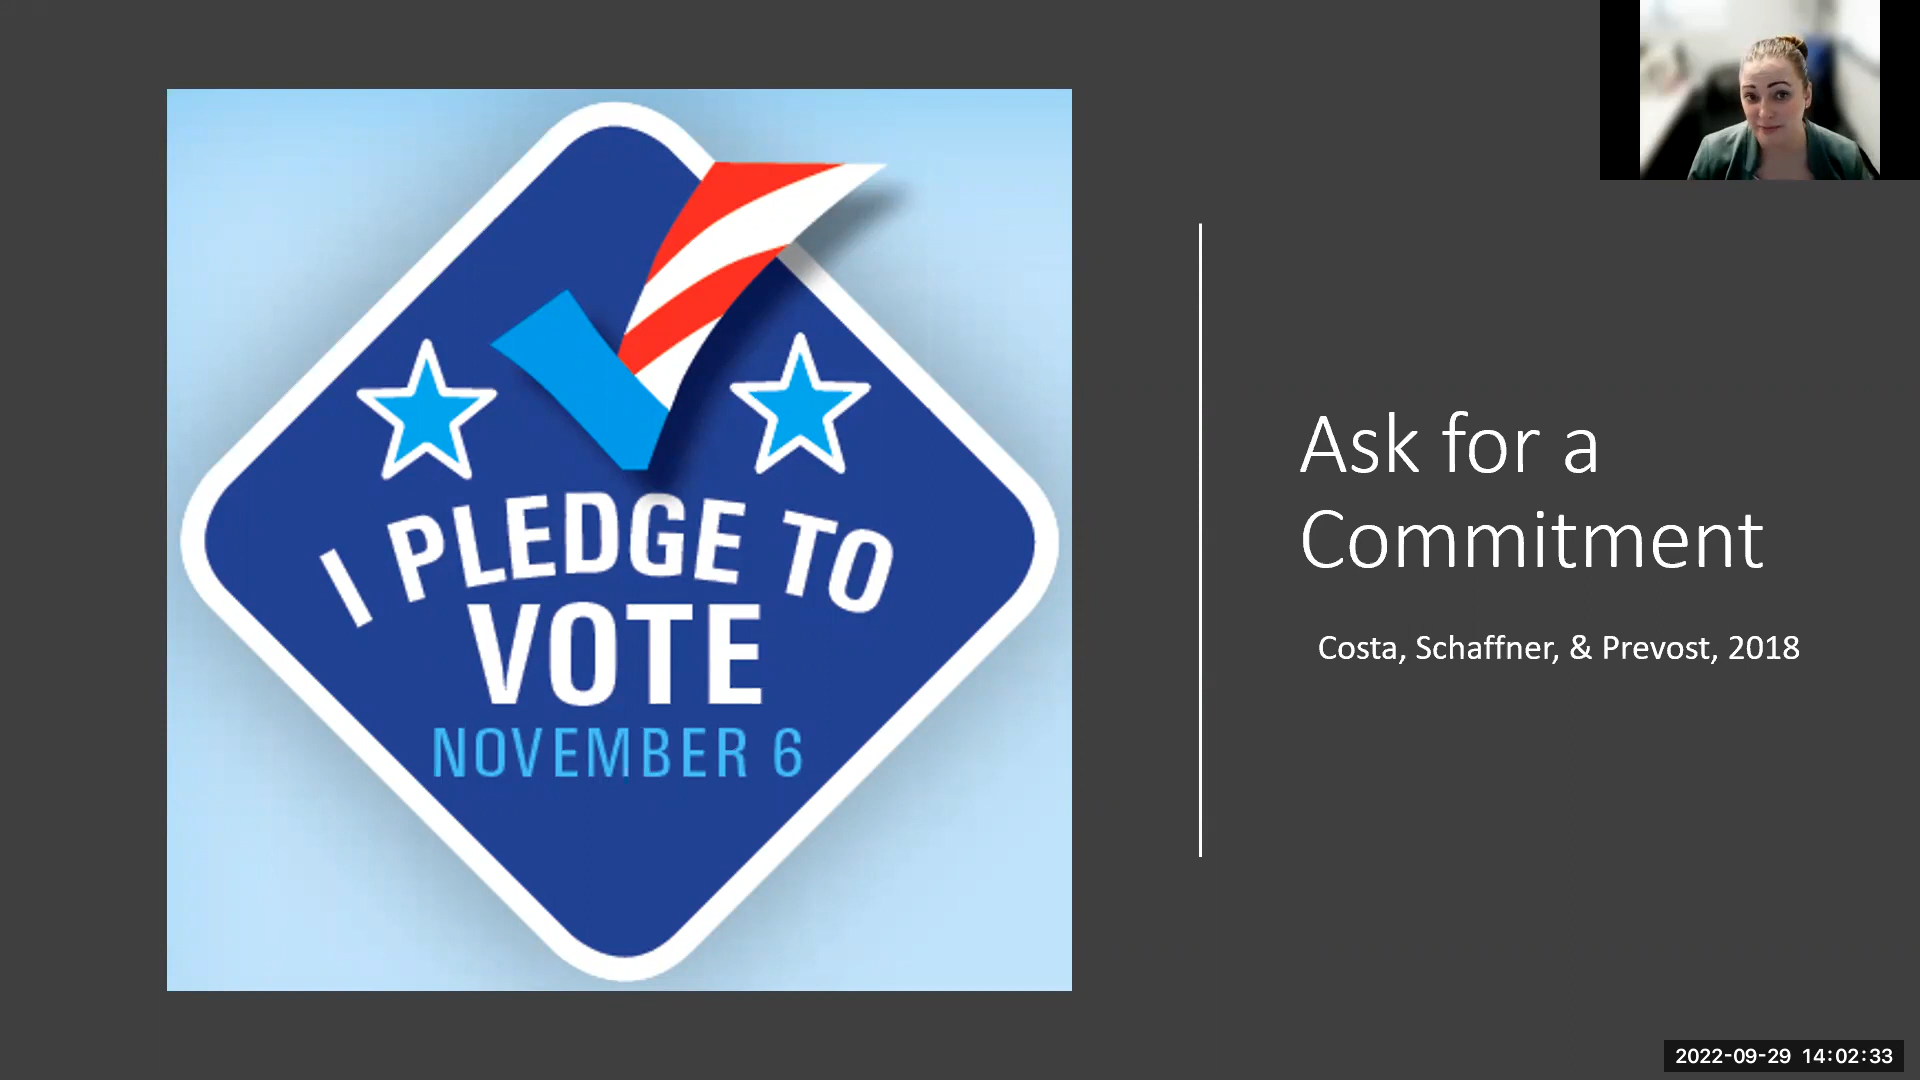 I PLEDGE TO
VOTE
NOVEMBER 6
Ask for a
Commitment
Costa, Schaffner, & Prevost, 2018
2022-09-29 14:02:33